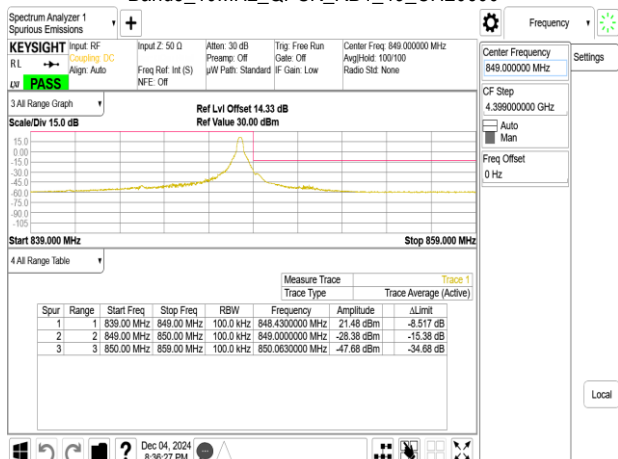 Spectrum Analyzer 1
Spurious Emissions
Frequency
KEYSIGHT Input: RF Input Z: 50 Ω Atten: 30 dB Trig: Free Run Center Freq: 849.000000 MHz
RL Coupling: DC Preamp: Off Gate: Off Avg|Hold: 100/100
Align: Auto Freq Ref: Int (S) µW Path: Standard IF Gain: Low Radio Std: None
LXI PASS NFE: Off
Center Frequency
849.000000 MHz
Settings
CF Step
4.399000000 GHz
Auto
Man
Freq Offset
0 Hz
3 All Range Graph
Ref Lvl Offset 14.33 dB
Scale/Div 15.0 dB Ref Value 30.00 dBm
15.0
0.00
-15.0
-30.0
-45.0
-60.0
-75.0
-90.0
-105
Start 839.000 MHz Stop 859.000 MHz
4 All Range Table
Measure Trace Trace 1
Trace Type Trace Average (Active)
Spur Range Start Freq Stop Freq RBW Frequency Amplitude ΔLimit
1 1 839.00 MHz 849.00 MHz 100.0 kHz 848.4300000 MHz 21.48 dBm -8.517 dB
2 2 849.00 MHz 850.00 MHz 100.0 kHz 849.0000000 MHz -28.38 dBm -15.38 dB
3 3 850.00 MHz 859.00 MHz 100.0 kHz 850.0630000 MHz -47.68 dBm -34.68 dB
Local
Dec 04, 2024
8:36:27 PM